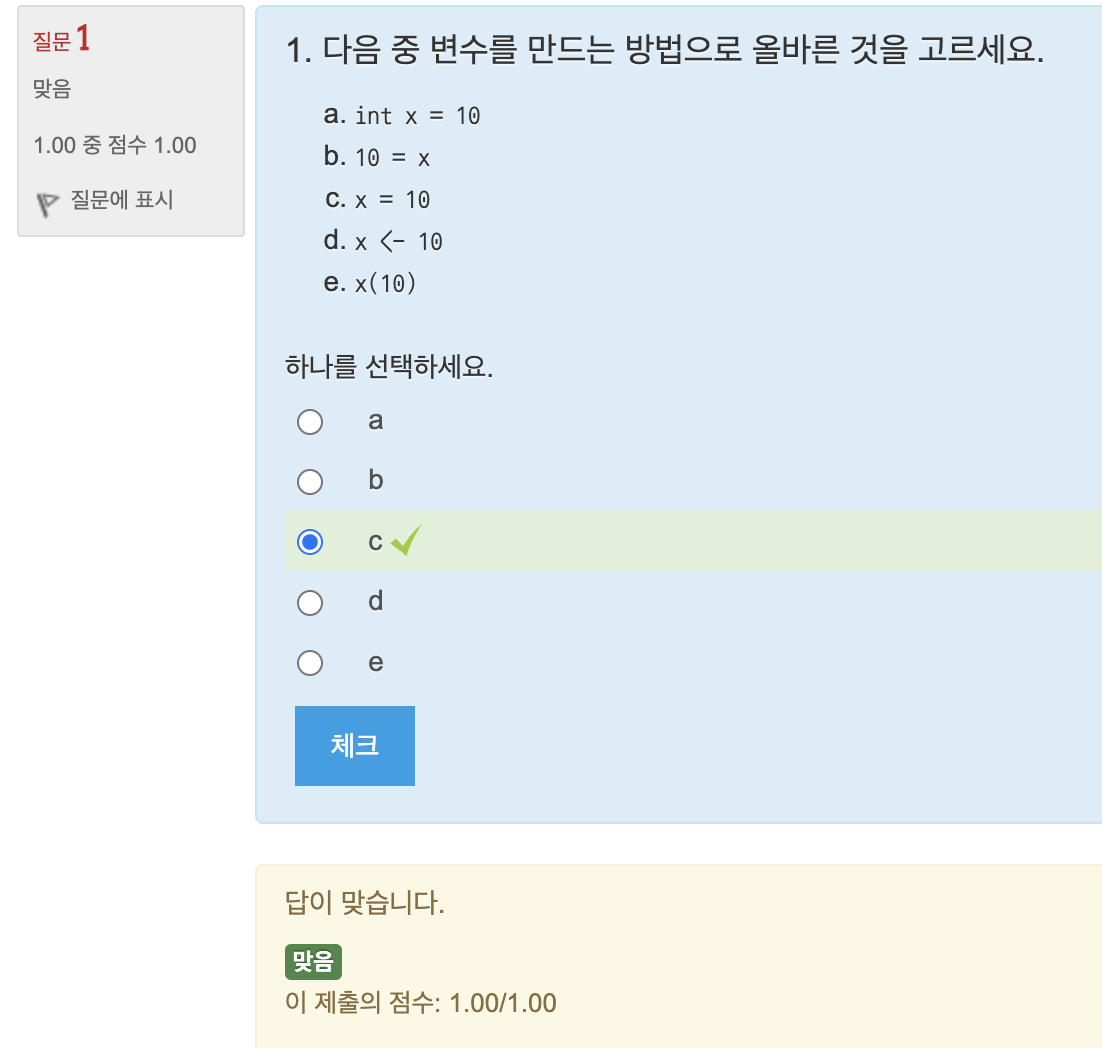 질문 1
맞음
1.00 중 점수 1.00
질문에 표시
1. 다음 중 변수를 만드는 방법으로 올바른 것을 고르세요.
a. int x = 10
b. 10 = x
c. x = 10
d. x <- 10
e. x(10)
하나를 선택하세요.
a
b
c
d
e
체크
답이 맞습니다.
맞음
이 제출의 점수: 1.00/1.00